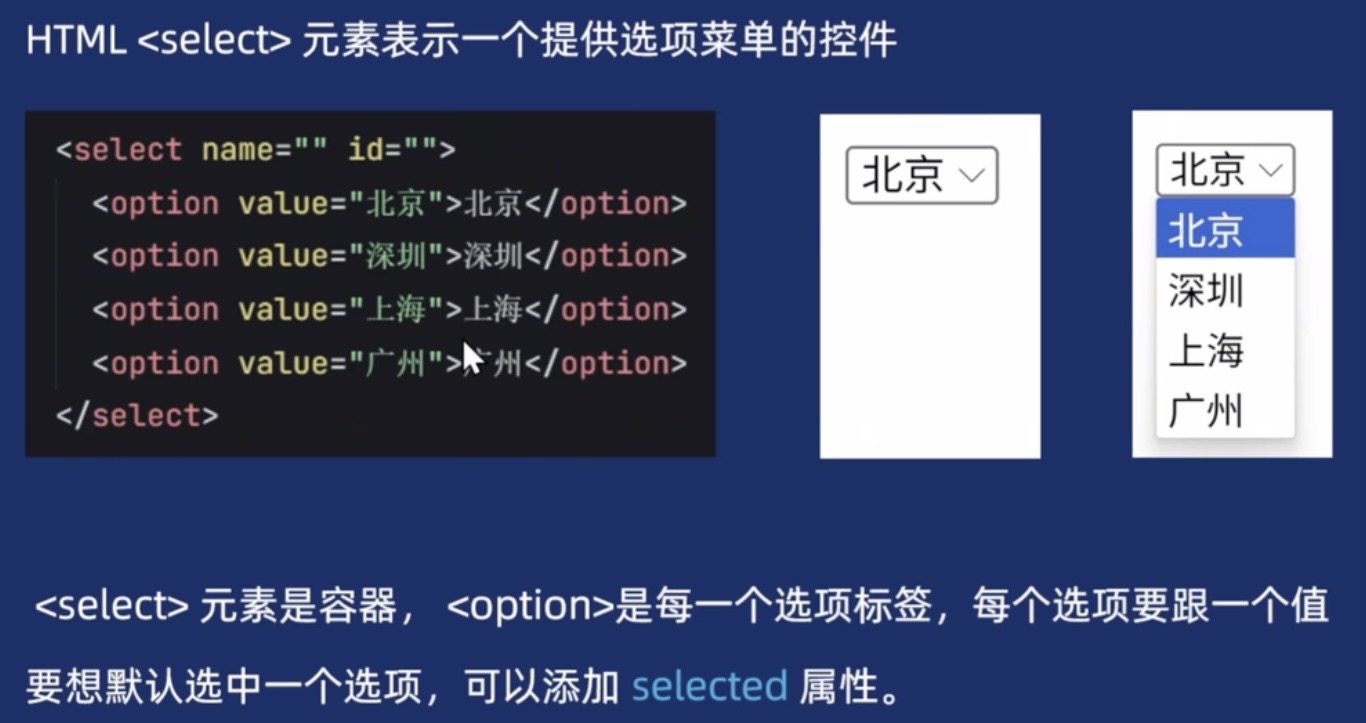 HTML <select> 元素表示一个提供选项菜单的控件
<select name="" id="">
<option value="北京">北京</option>
<option value="深圳">深圳</option>
<option value="上海">上海</option>
<option value="广州">广州</option>
</select>
北京
北京
北京
深圳
上海
广州
<select> 元素是容器， <option>是每一个选项标签，每个选项要跟一个值
要想默认选中一个选项，可以添加 selected 属性。